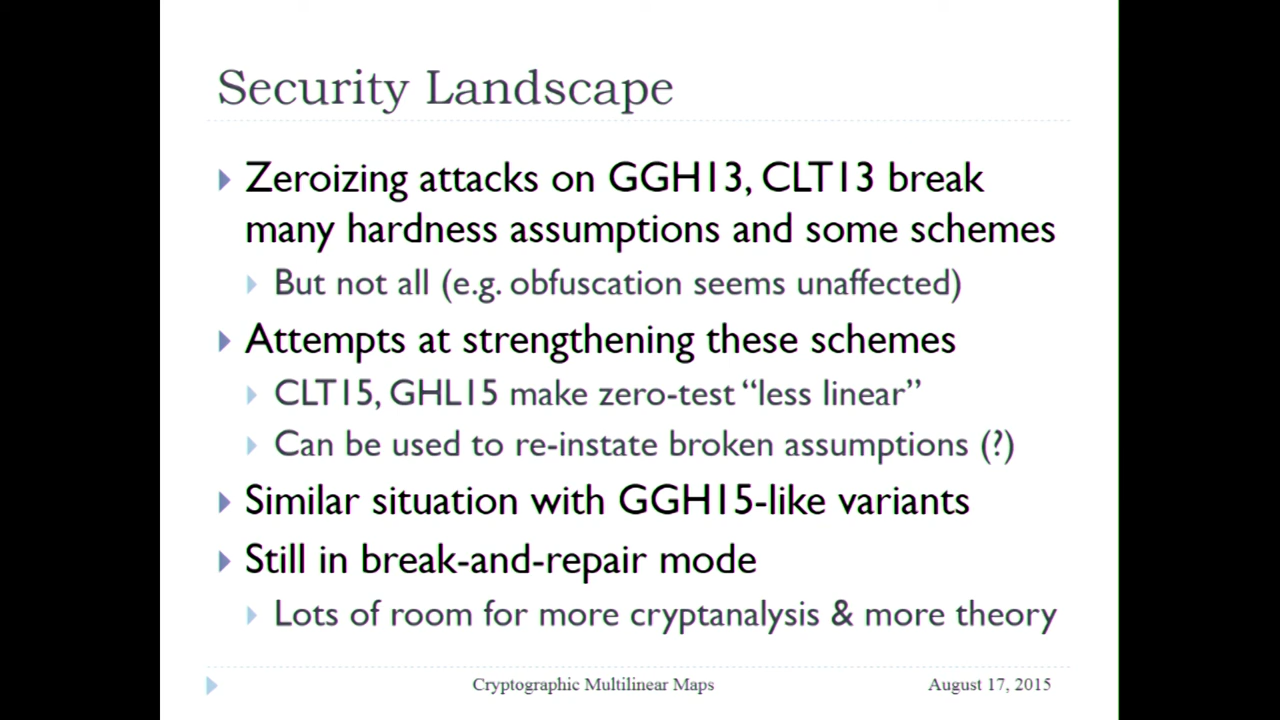 Security Landscape
Zeroizing attacks on GGH13, CLT13 break
many hardness assumptions and some schemes
But not all (e.g. obfuscation seems unaffected)
Attempts at strengthening these schemes
CLT15, GHL15 make zero-test “less linear”
Can be used to re-instate broken assumptions (?)
Similar situation with GGH15-like variants
Still in break-and-repair mode
Lots of room for more cryptanalysis & more theory
Cryptographic Multilinear Maps
August 17, 2015